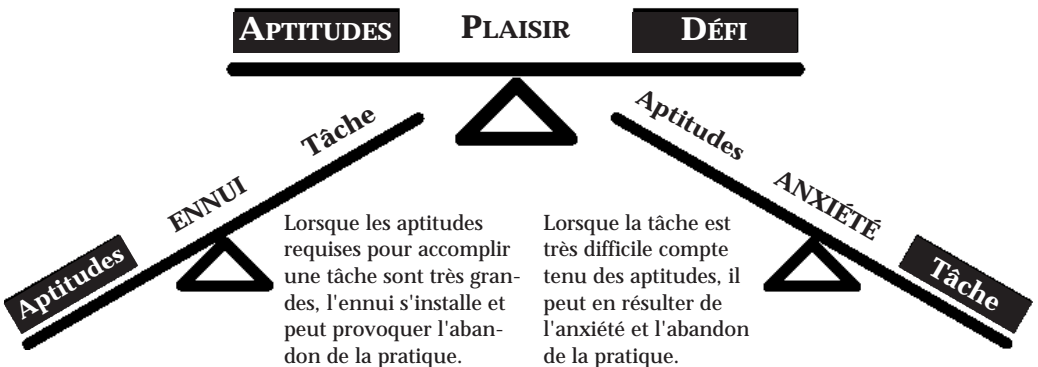 APTITUDES PLAISIR DÉFI
Tâche
ENNUI
Aptitudes
Lorsque les aptitudes
requises pour accomplir
une tâche sont très gran-
des, l'ennui s'installe et
peut provoquer l'aban-
don de la pratique.
Lorsque la tâche est
très difficile compte
tenu des aptitudes, il
peut en résulter de
l'anxiété et l'abandon
de la pratique.
Aptitudes
ANXIÉTÉ
Tâche